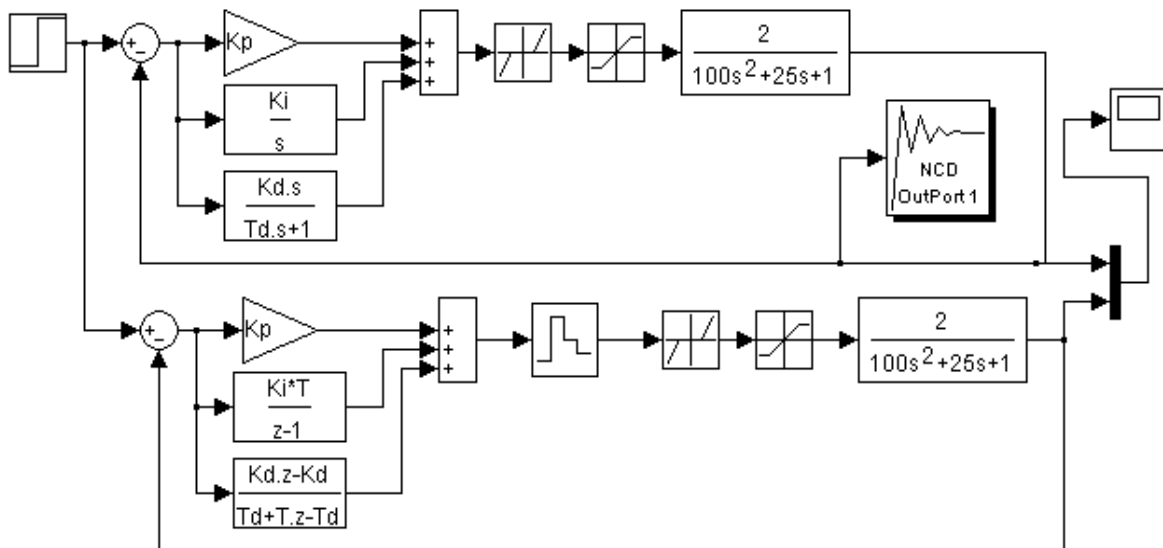 +
-
Kp
+
+
+
2
100s²+25s+1
Ki
s
NCD
OutPort 1
Kd.s
Td.s+1
+
-
Kp
+
+
+
2
100s²+25s+1
Ki*T
z-1
Kd.z-Kd
Td+T.z-Td